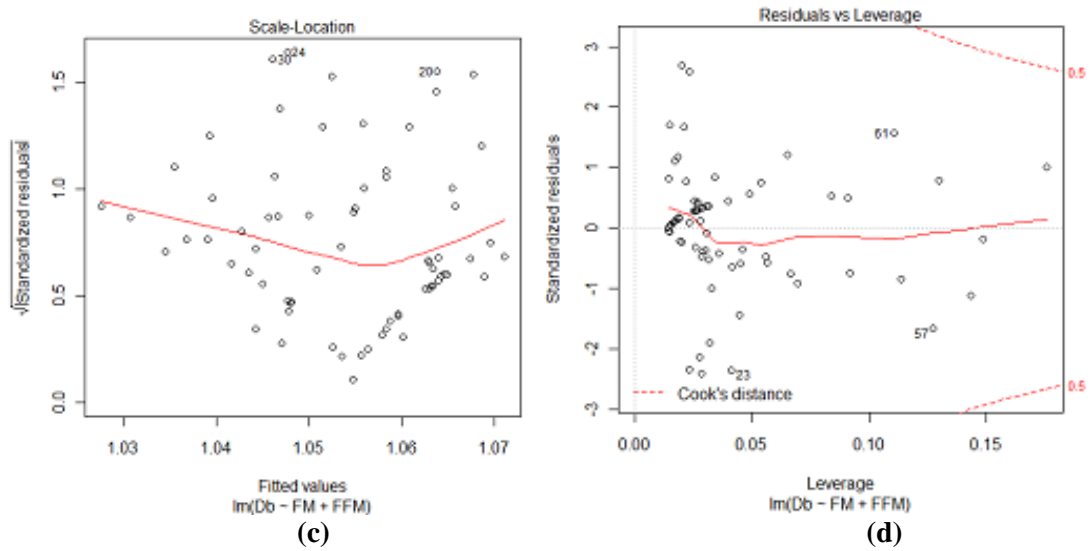 Scale-Location
√|Standardized residuals|
0.0 0.5 1.0 1.5
30 24
20
1.03 1.04 1.05 1.06 1.07
Fitted values
lm(Db ~ FM + FFM)
(c)
Residuals vs Leverage
Standardized residuals
-3 -2 -1 0 1 2 3
0.5
61
57
23
Cook's distance
0.5
0.00 0.05 0.10 0.15
Leverage
lm(Db ~ FM + FFM)
(d)